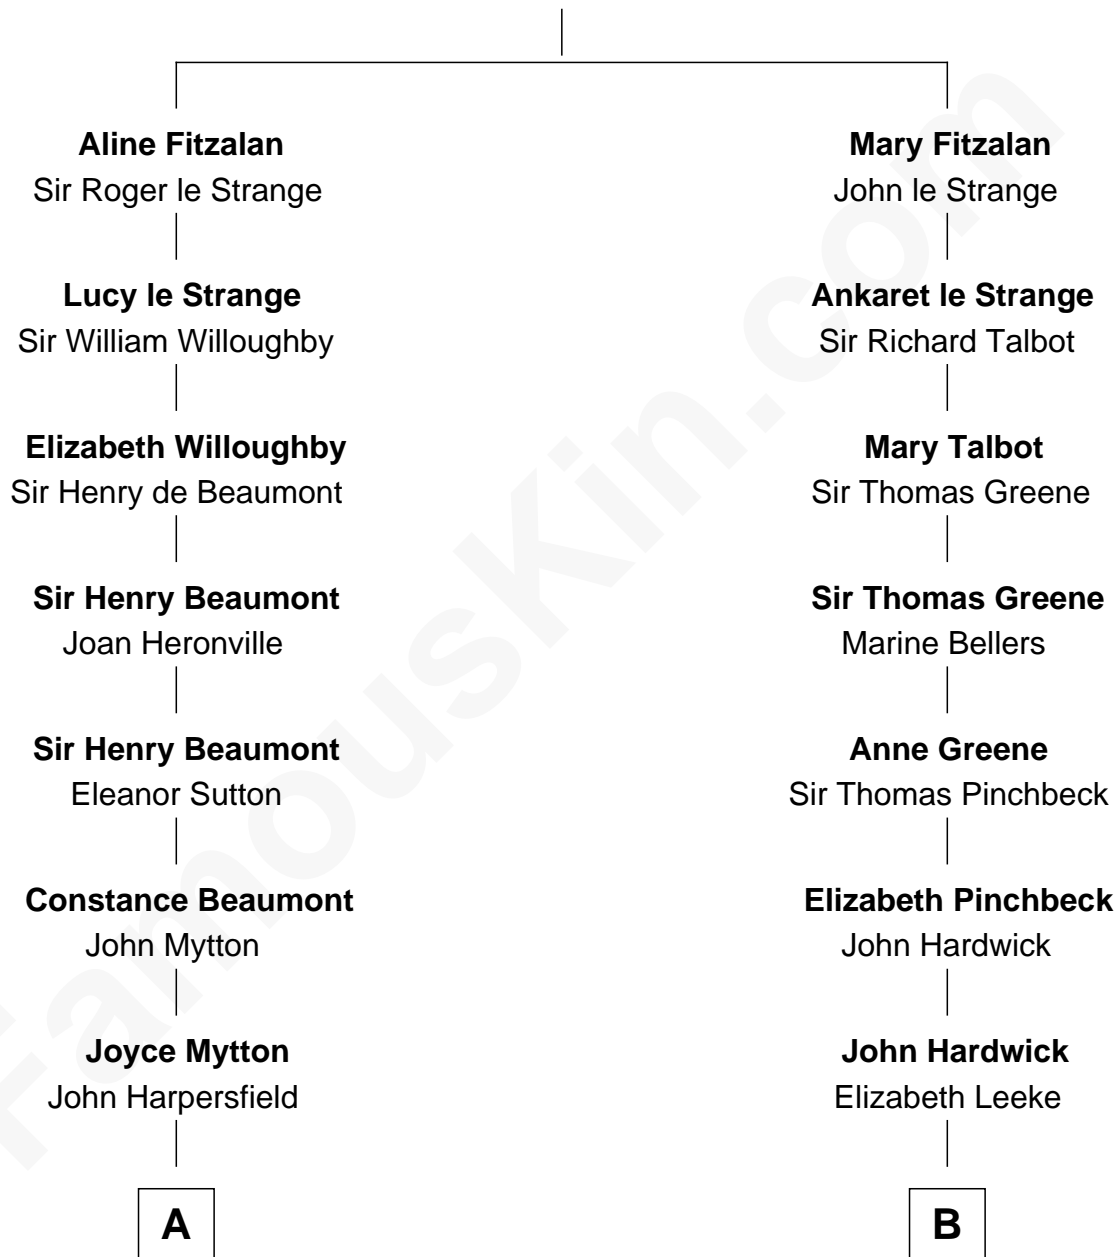 Aline Fitzalan
Sir Roger le Strange
Lucy le Strange
Sir William Willoughby
Elizabeth Willoughby
Sir Henry de Beaumont
Sir Henry Beaumont
Joan Heronville
Sir Henry Beaumont
Eleanor Sutton
Constance Beaumont
John Mytton
Joyce Mytton
John Harpersfield
A
Mary Fitzalan
John le Strange
Ankaret le Strange
Sir Richard Talbot
Mary Talbot
Sir Thomas Greene
Sir Thomas Greene
Marine Bellers
Anne Greene
Sir Thomas Pinchbeck
Elizabeth Pinchbeck
John Hardwick
John Hardwick
Elizabeth Leeke
B
FamousKin.com